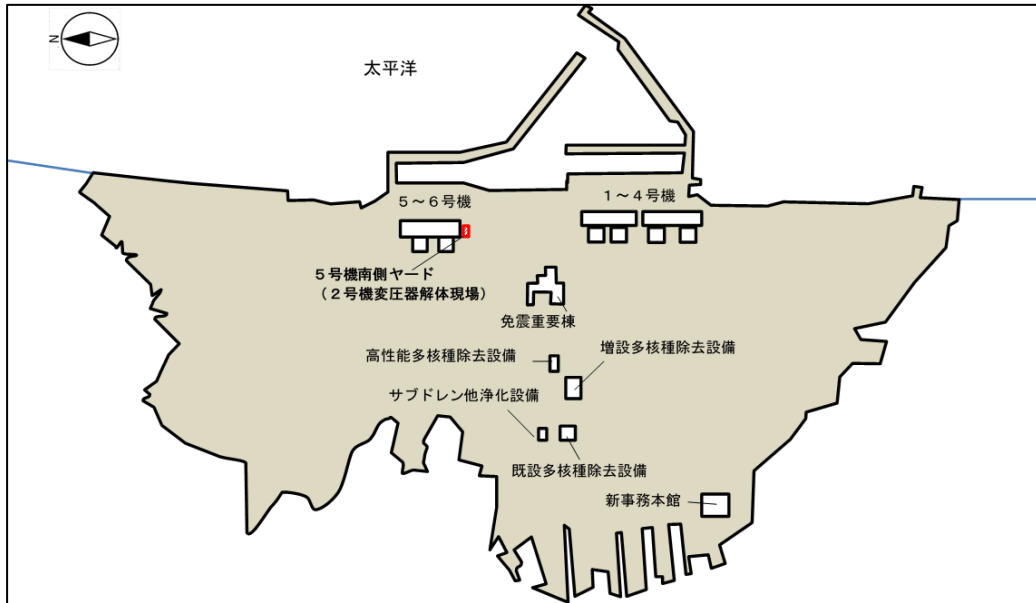 N
太平洋
５～６号機
１～４号機
５号機南側ヤード
（２号機変圧器解体現場）
免震重要棟
高性能多核種除去設備
増設多核種除去設備
サブドレン他浄化設備
既設多核種除去設備
新事務本館